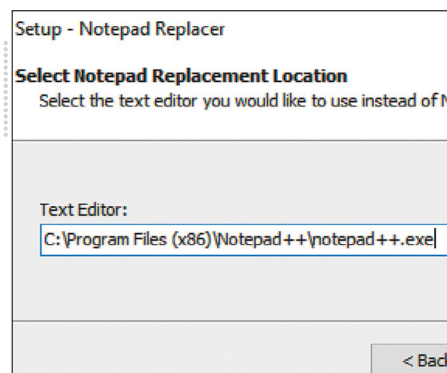 Setup - Notepad Replacer
Select Notepad Replacement Location
Select the text editor you would like to use instead of
Text Editor:
C:\Program Files (x86)\Notepad++\notepad++.exe
< Back